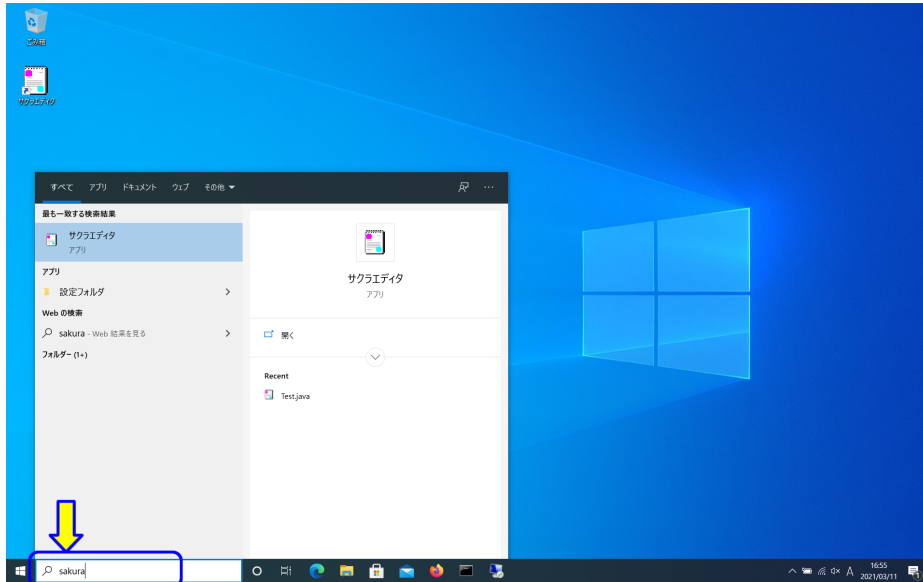 ごみ箱
サクラエディタ
すべて アプリ ドキュメント ウェブ その他
最も一致する検索結果
サクラエディタ
アプリ
アプリ
設定フォルダ
Web の検索
sakura - Web 結果を見る
フォルダー (1+)
サクラエディタ
アプリ
開く
Recent
Test.java
sakura
A
16:55
2021/03/11